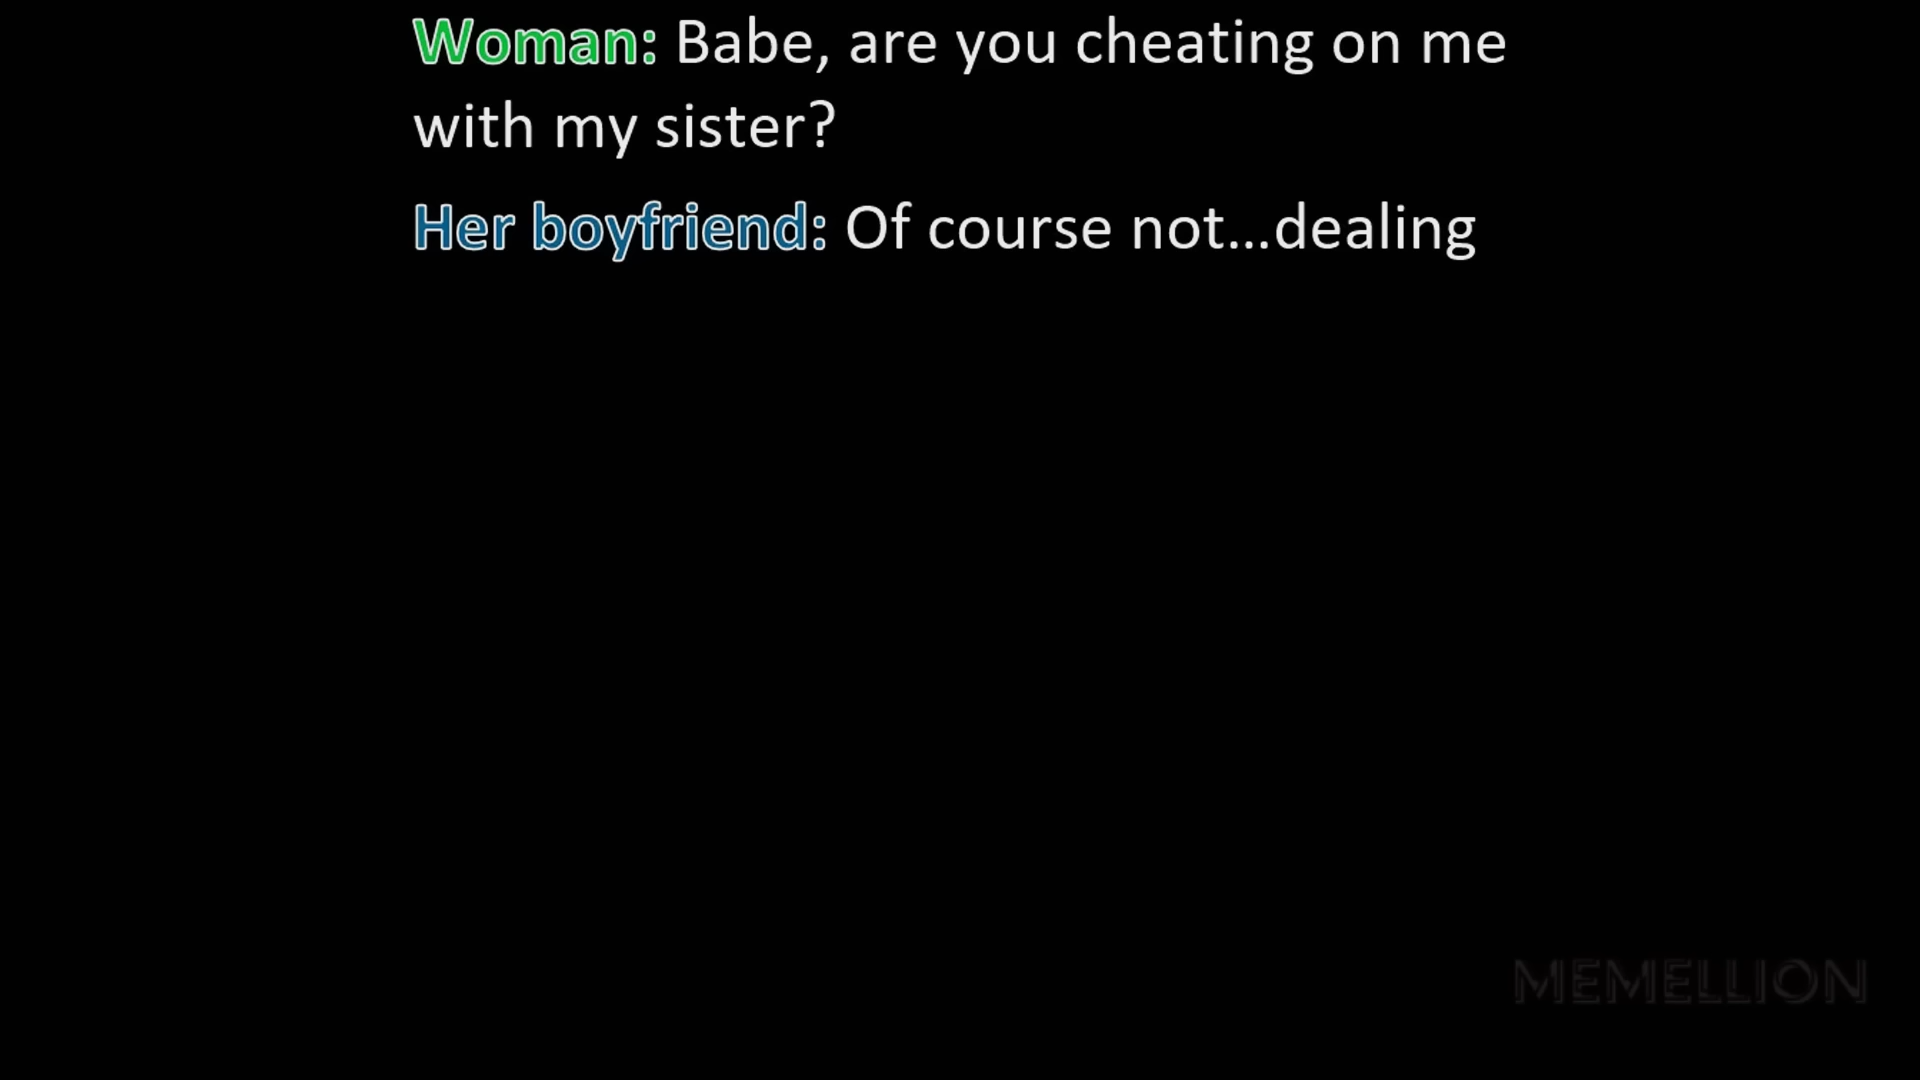 Woman: Babe, are you cheating on me
with my sister?
Her boyfriend: Of course not...dealing
MEMELLION